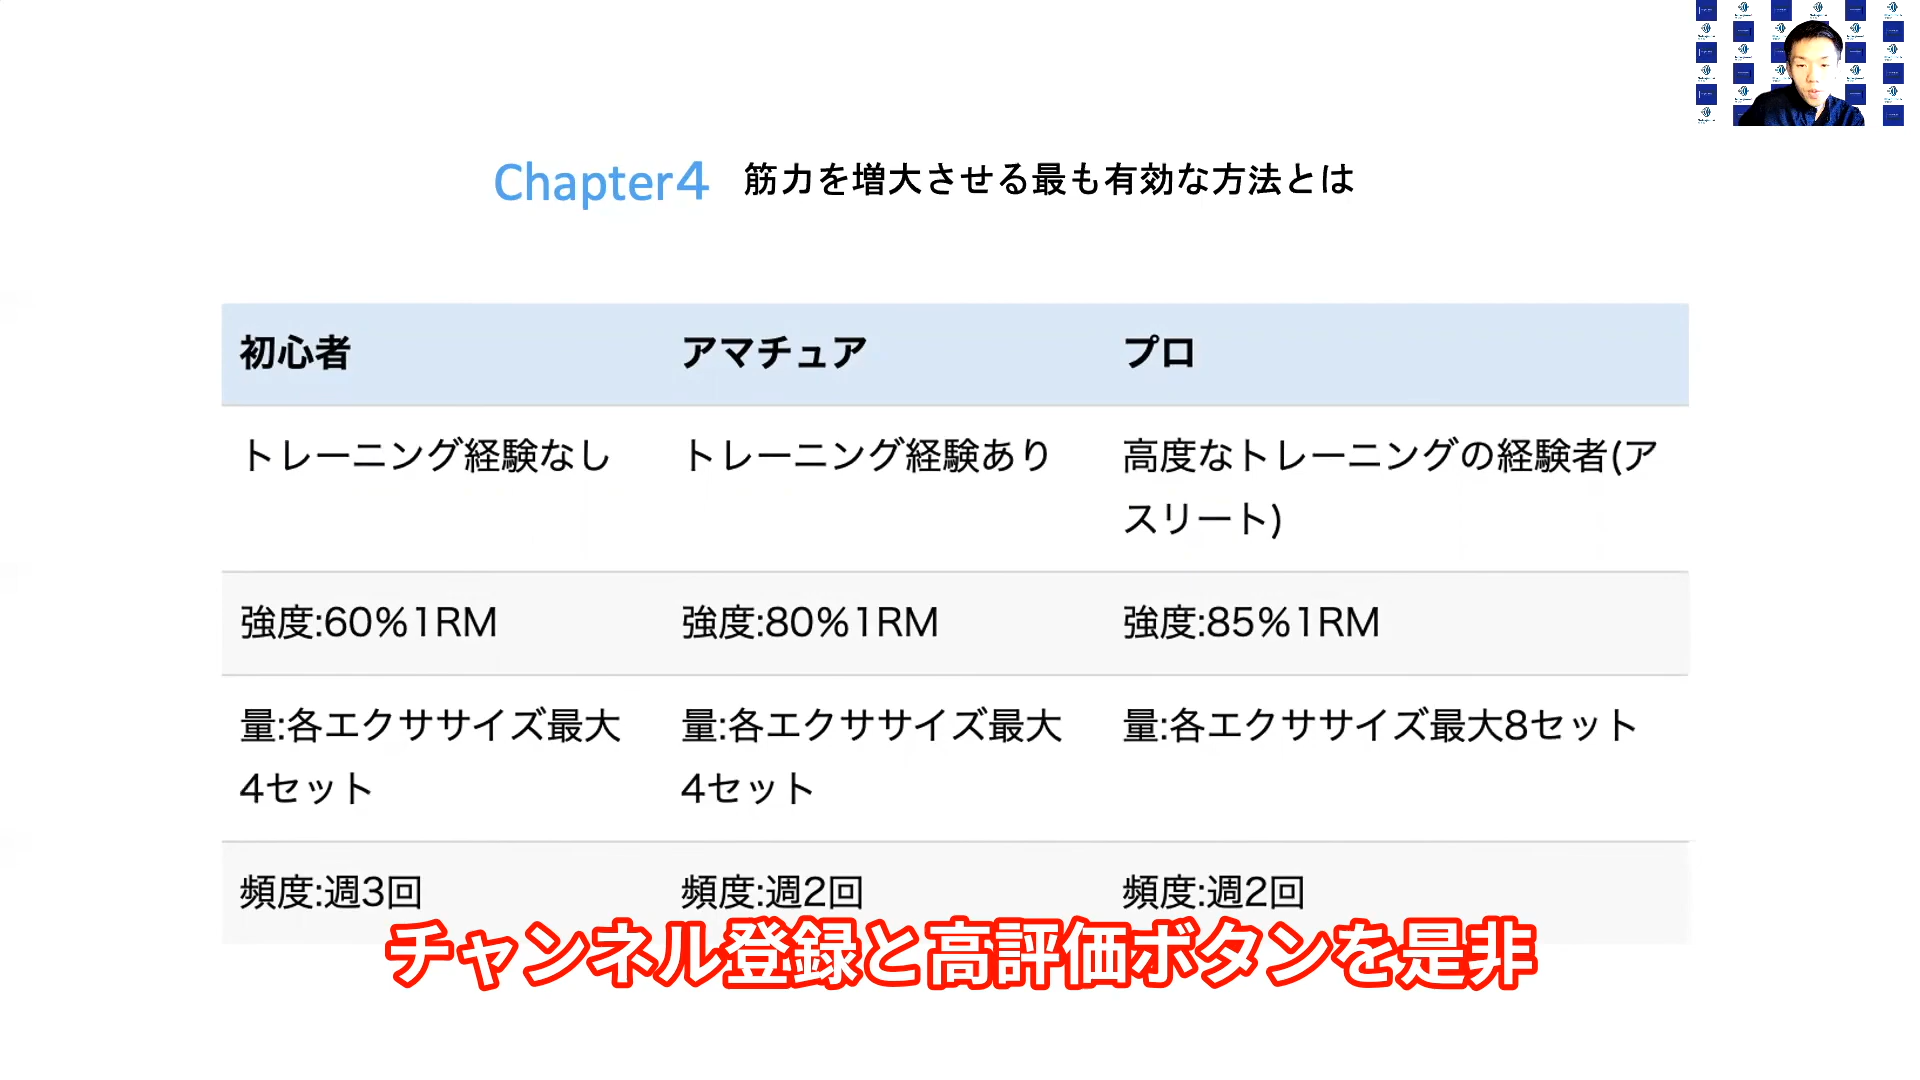 Chapter4 筋力を増大させる最も有効な方法とは
初心者 アマチュア プロ
トレーニング経験なし トレーニング経験あり 高度なトレーニングの経験者(ア
スリート)
強度:60%1RM 強度:80%1RM 強度:85%1RM
量:各エクササイズ最大 量:各エクササイズ最大 量:各エクササイズ最大8セット
4セット 4セット
頻度:週3回 頻度:週2回 頻度:週2回
チャンネル登録と高評価ボタンを是非